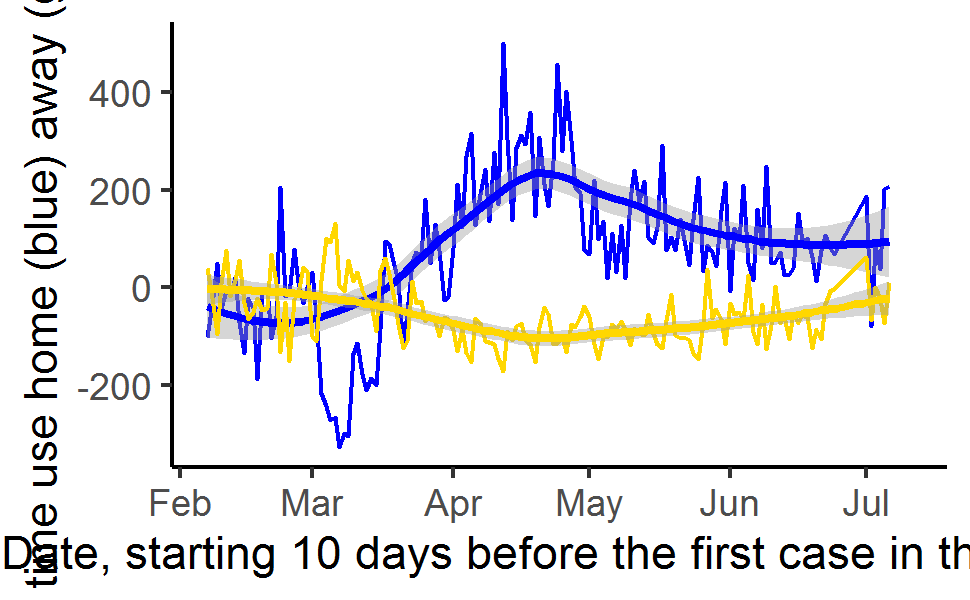 time use home (blue) away (
400
200
0
-200
Feb Mar Apr May Jun Jul
Date, starting 10 days before the first case in th